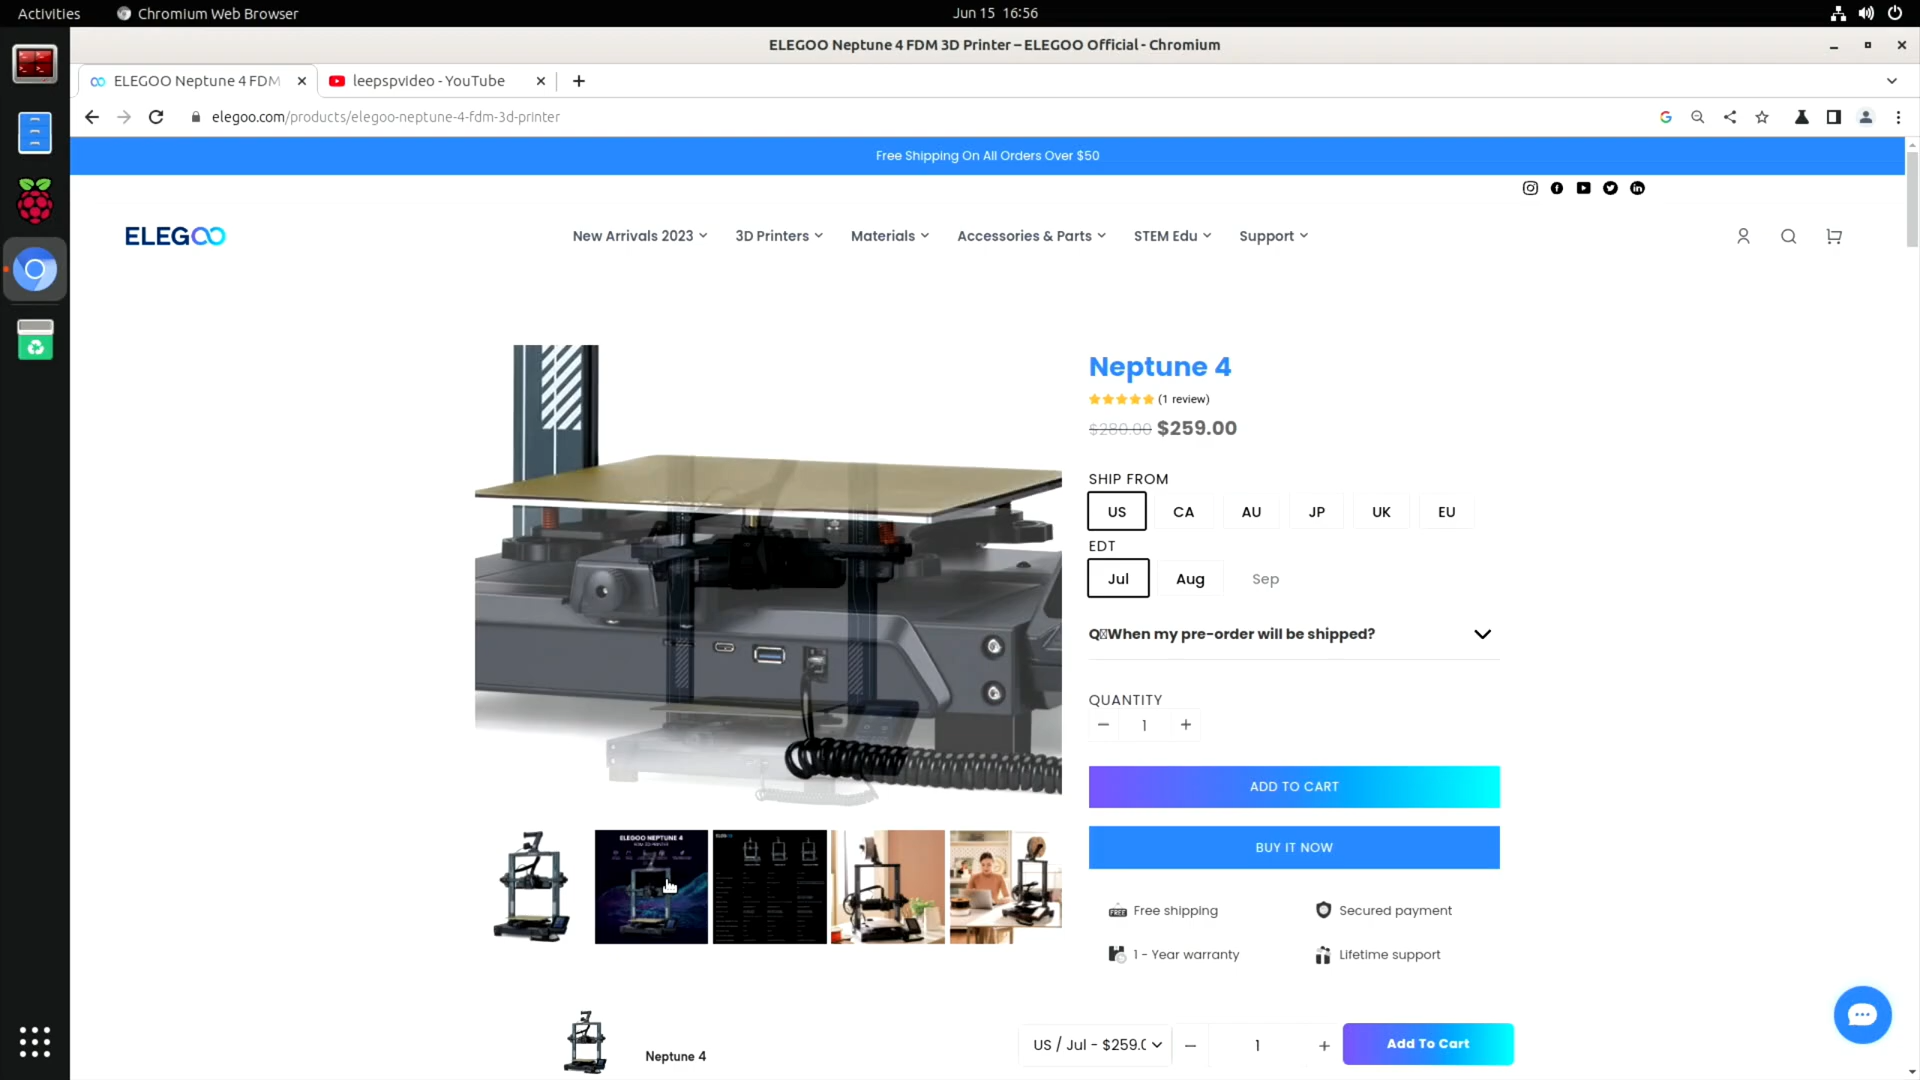 Activities
Chromium Web Browser
Jun 15 16:56
ELEGOO Neptune 4 FDM 3D Printer – ELEGOO Official - Chromium
ELEGOO Neptune 4 FDM
leepspvideo - YouTube
elegoo.com/products/elegoo-neptune-4-fdm-3d-printer
Free Shipping On All Orders Over $50
ELEGOO
New Arrivals 2023
3D Printers
Materials
Accessories & Parts
STEM Edu
Support
Neptune 4
(1 review)
$280.00 $259.00
SHIP FROM
US
CA
AU
JP
UK
EU
EDT
Jul
Aug
Sep
Q▯When my pre-order will be shipped?
QUANTITY
− 1 +
ADD TO CART
BUY IT NOW
ELEGOO NEPTUNE 4
FREE
Free shipping
Secured payment
1 - Year warranty
Lifetime support
Neptune 4
US / Jul - $259.0
− 1 +
Add To Cart